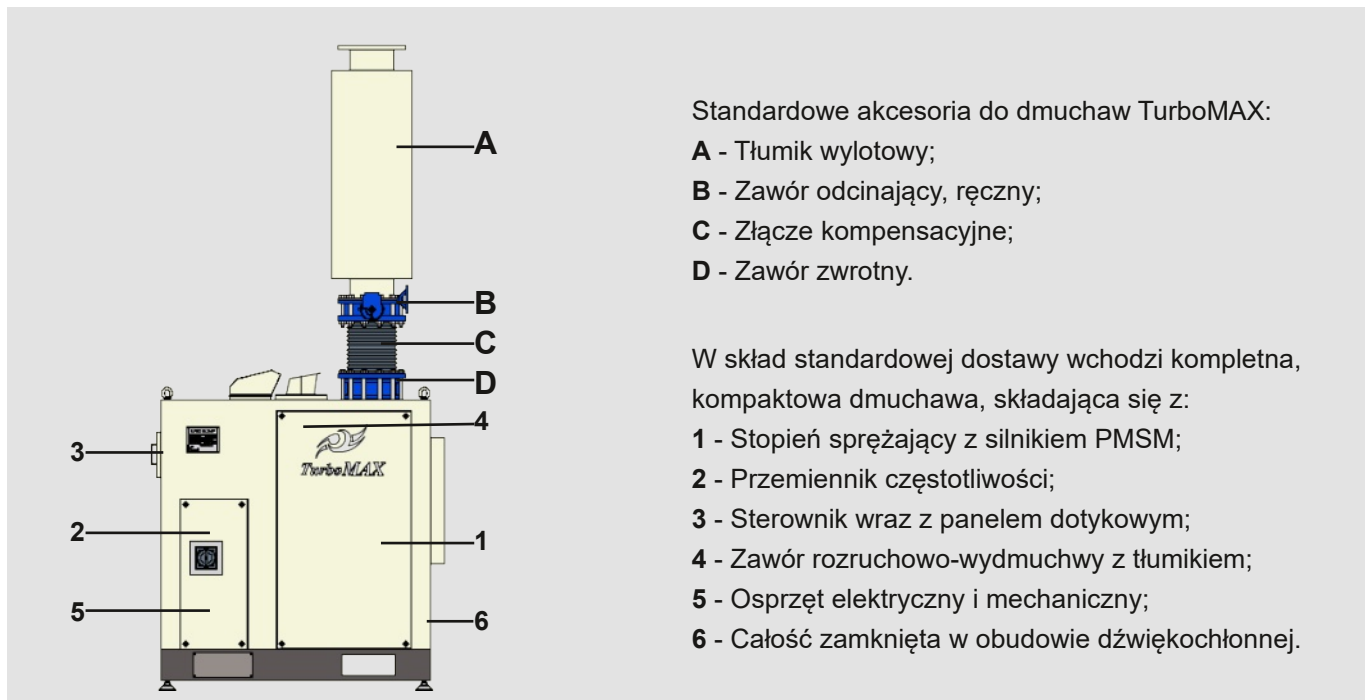 A
B
C
D
4
3
TurboMAX
2
1
5
6
Standardowe akcesoria do dmuchaw TurboMAX:
A - Tłumik wylotowy;
B - Zawór odcinający, ręczny;
C - Złącze kompensacyjne;
D - Zawór zwrotny.
W skład standardowej dostawy wchodzi kompletna,
kompaktowa dmuchawa, składająca się z:
1 - Stopień sprężający z silnikiem PMSM;
2 - Przemiennik częstotliwości;
3 - Sterownik wraz z panelem dotykowym;
4 - Zawór rozruchowo-wydmuchwy z tłumikiem;
5 - Osprzęt elektryczny i mechaniczny;
6 - Całość zamknięta w obudowie dźwiękochłonnej.